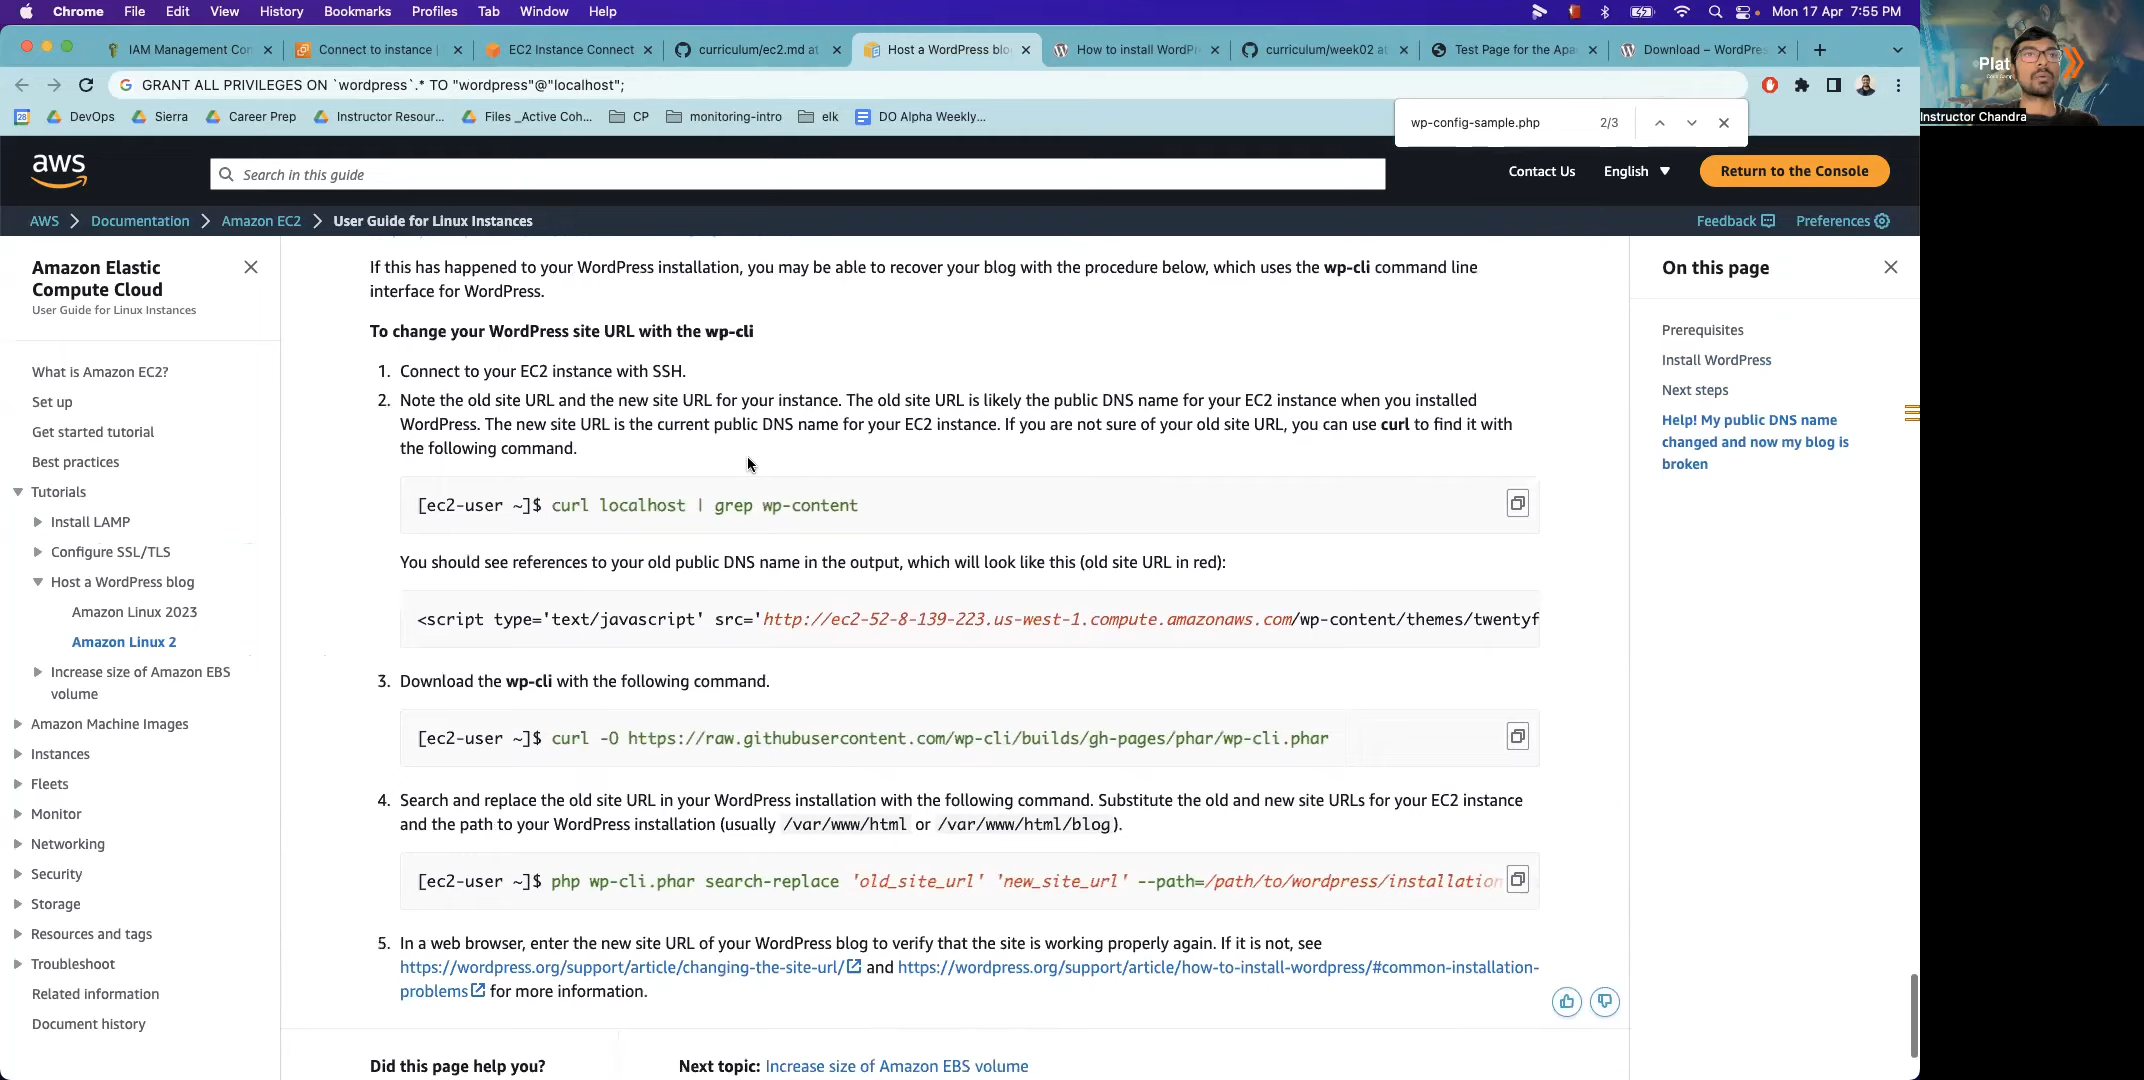 Chrome File Edit View History Bookmarks Profiles Tab Window Help Mon 17 Apr 7:55 PM
IAM Management Con Connect to instance | EC2 Instance Connect curriculum/ec2.md at Host a WordPress blo How to install WordPr curriculum/week02 at Test Page for the Apa Download – WordPres
GRANT ALL PRIVILEGES ON `wordpress`.* TO "wordpress"@"localhost";
28 DevOps Sierra Career Prep Instructor Resour... Files _Active Coh... CP monitoring-intro elk DO Alpha Weekly...
wp-config-sample.php 2/3
Plat
Instructor Chandra
aws
Search in this guide
Contact Us English Return to the Console
AWS Documentation Amazon EC2 User Guide for Linux Instances Feedback Preferences
Amazon Elastic
Compute Cloud
User Guide for Linux Instances
What is Amazon EC2?
Set up
Get started tutorial
Best practices
Tutorials
Install LAMP
Configure SSL/TLS
Host a WordPress blog
Amazon Linux 2023
Amazon Linux 2
Increase size of Amazon EBS
volume
Amazon Machine Images
Instances
Fleets
Monitor
Networking
Security
Storage
Resources and tags
Troubleshoot
Related information
Document history
If this has happened to your WordPress installation, you may be able to recover your blog with the procedure below, which uses the wp-cli command line
interface for WordPress.
To change your WordPress site URL with the wp-cli
1. Connect to your EC2 instance with SSH.
2. Note the old site URL and the new site URL for your instance. The old site URL is likely the public DNS name for your EC2 instance when you installed
WordPress. The new site URL is the current public DNS name for your EC2 instance. If you are not sure of your old site URL, you can use curl to find it with
the following command.
[ec2-user ~]$ curl localhost | grep wp-content
You should see references to your old public DNS name in the output, which will look like this (old site URL in red):
<script type='text/javascript' src='http://ec2-52-8-139-223.us-west-1.compute.amazonaws.com/wp-content/themes/twentyf
3. Download the wp-cli with the following command.
[ec2-user ~]$ curl -O https://raw.githubusercontent.com/wp-cli/builds/gh-pages/phar/wp-cli.phar
4. Search and replace the old site URL in your WordPress installation with the following command. Substitute the old and new site URLs for your EC2 instance
and the path to your WordPress installation (usually /var/www/html or /var/www/html/blog).
[ec2-user ~]$ php wp-cli.phar search-replace 'old_site_url' 'new_site_url' --path=/path/to/wordpress/installation
5. In a web browser, enter the new site URL of your WordPress blog to verify that the site is working properly again. If it is not, see
https://wordpress.org/support/article/changing-the-site-url/ and https://wordpress.org/support/article/how-to-install-wordpress/#common-installation-
problems for more information.
Did this page help you?
Next topic: Increase size of Amazon EBS volume
On this page
Prerequisites
Install WordPress
Next steps
Help! My public DNS name
changed and now my blog is
broken